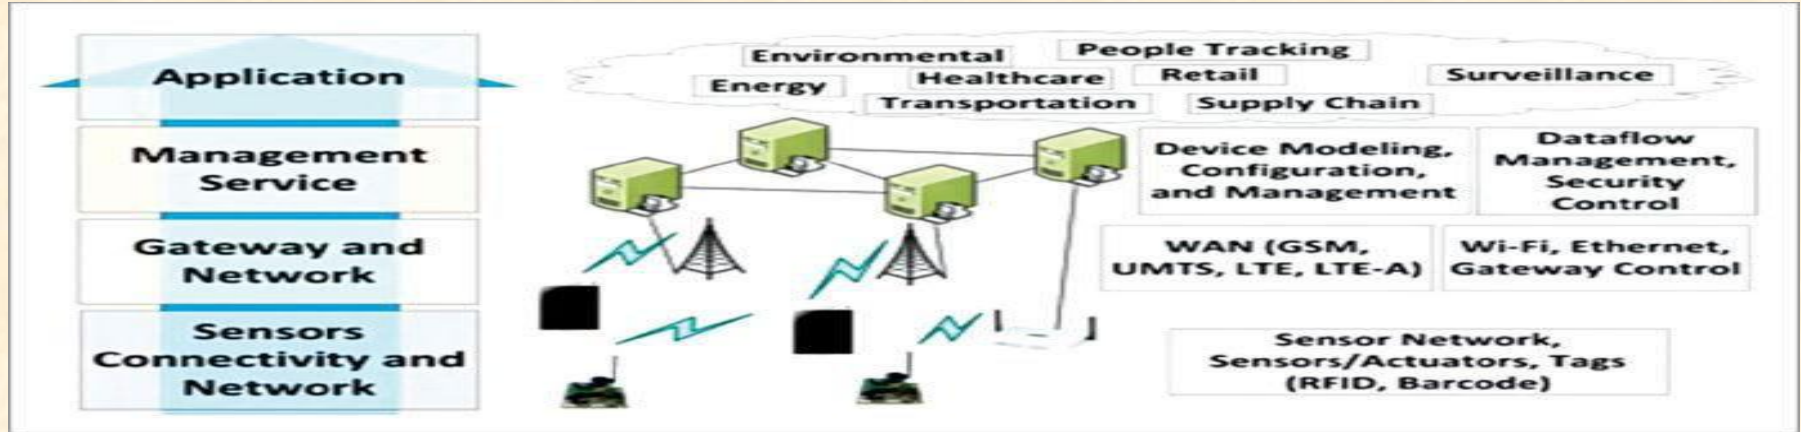 Application
Management
Service
Gateway and
Network
Sensors
Connectivity and
Network
Environmental
People Tracking
Energy
Healthcare
Retail
Surveillance
Transportation
Supply Chain
Device Modeling,
Configuration,
and Management
Dataflow
Management,
Security
Control
WAN (GSM,
UMTS, LTE, LTE-A)
Wi-Fi, Ethernet,
Gateway Control
Sensor Network,
Sensors/Actuators, Tags
(RFID, Barcode)